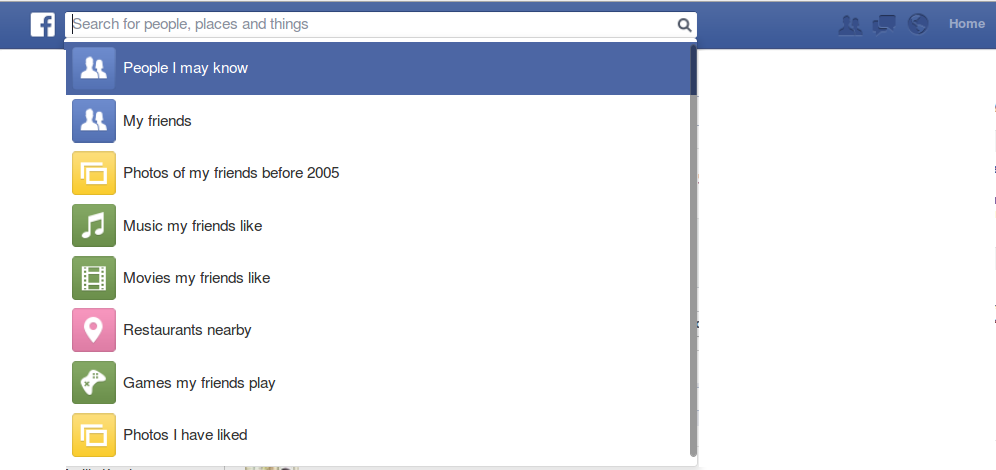 f
Search for people, places and things
Home
People I may know
My friends
Photos of my friends before 2005
Music my friends like
Movies my friends like
Restaurants nearby
Games my friends play
Photos I have liked